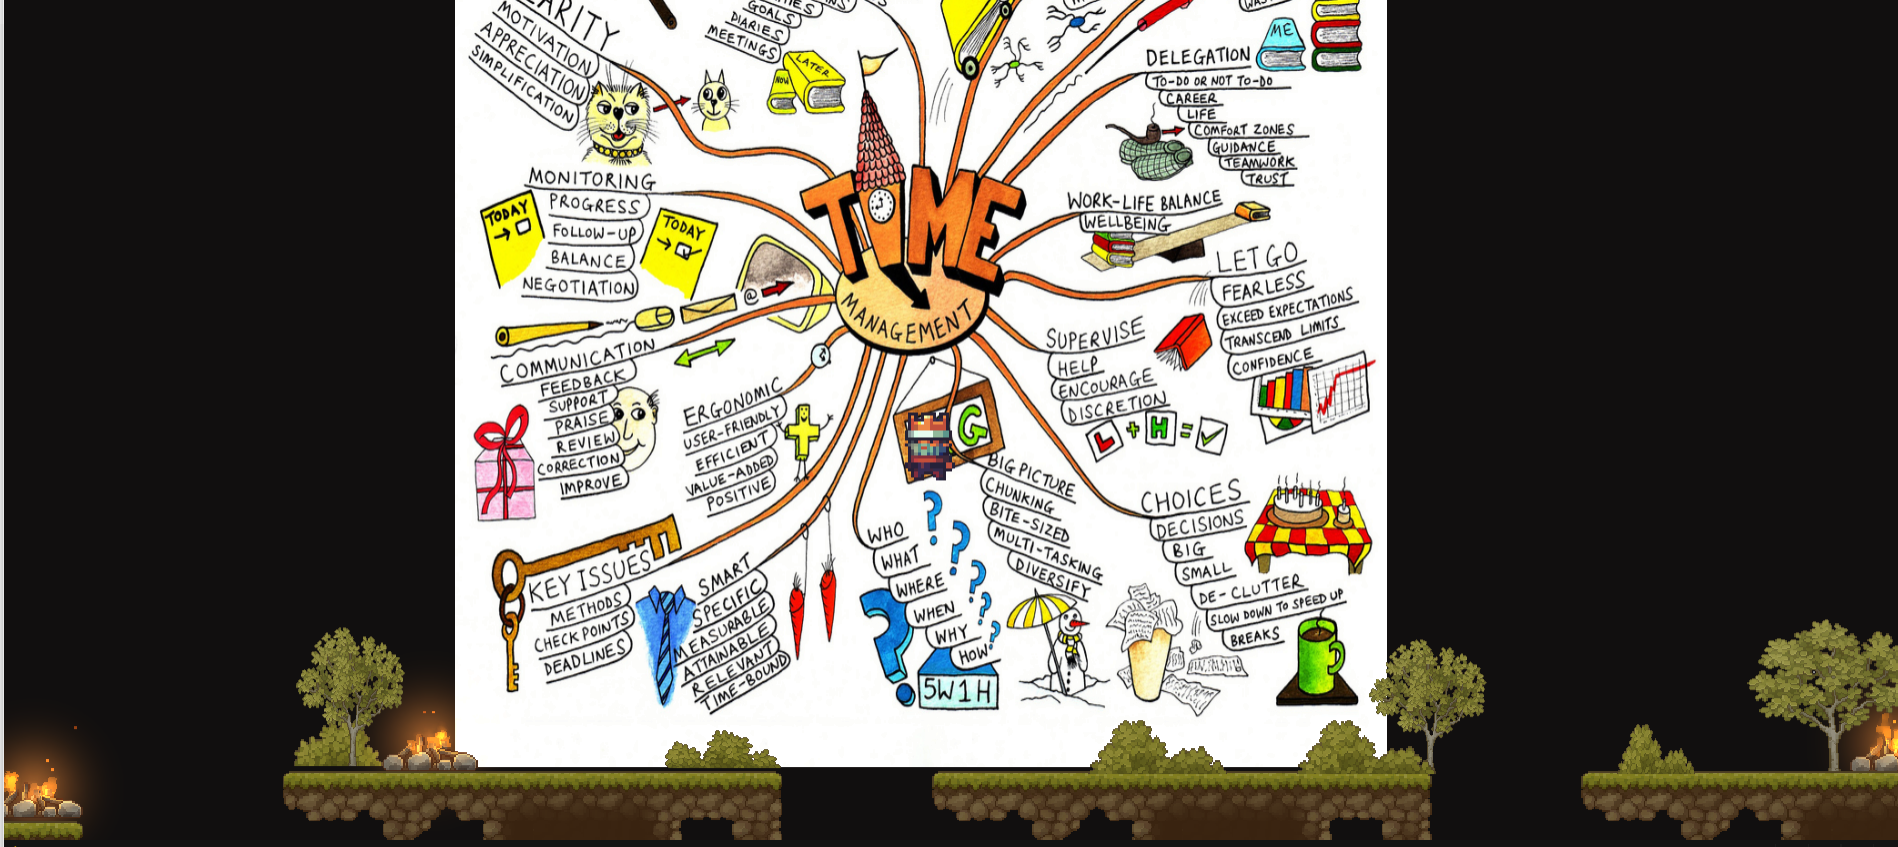 CLARITY
MOTIVATION
APPRECIATION
SIMPLIFICATION
GOALS
DIARIES
MEETINGS
NOW
LATER
ME
DELEGATION
TO-DO OR NOT TO-DO
CAREER
LIFE
COMFORT ZONES
GUIDANCE
TEAMWORK
TRUST
MONITORING
PROGRESS
FOLLOW-UP
BALANCE
NEGOTIATION
TODAY
TODAY
TIME
MANAGEMENT
WORK-LIFE BALANCE
WELLBEING
LET GO
FEARLESS
EXCEED EXPECTATIONS
TRANSCEND LIMITS
CONFIDENCE
@
COMMUNICATION
FEEDBACK
SUPPORT
PRAISE
REVIEW
CORRECTION
IMPROVE
ERGONOMIC
USER-FRIENDLY
EFFICIENT
VALUE-ADDED
POSITIVE
SUPERVISE
HELP
ENCOURAGE
DISCRETION
L + H =
G
BIG PICTURE
CHUNKING
BITE-SIZED
MULTI-TASKING
DIVERSIFY
CHOICES
DECISIONS
BIG
SMALL
DE-CLUTTER
SLOW DOWN TO SPEED UP
BREAKS
KEY ISSUES
METHODS
CHECK POINTS
DEADLINES
SMART
SPECIFIC
MEASURABLE
ATTAINABLE
RELEVANT
TIME-BOUND
WHO
WHAT
WHERE
WHEN
WHY
HOW
? ? ? ? ? ?
5W1H